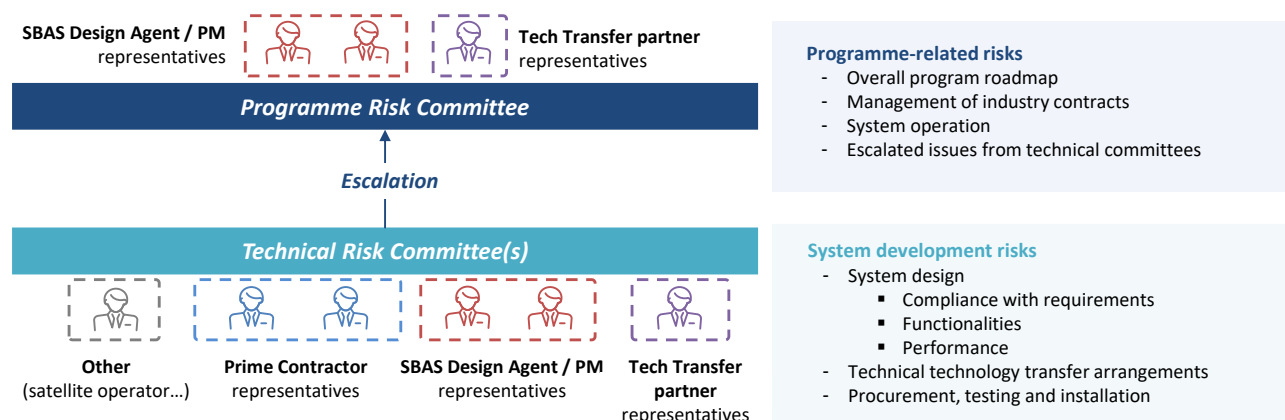 SBAS Design Agent / PM
representatives
Tech Transfer partner
representatives
Programme Risk Committee
Escalation
Technical Risk Committee(s)
Other
(satellite operator...)
Prime Contractor
representatives
SBAS Design Agent / PM
representatives
Tech Transfer
partner
representatives
Programme-related risks
- Overall program roadmap
- Management of industry contracts
- System operation
- Escalated issues from technical committees
System development risks
- System design
▪ Compliance with requirements
▪ Functionalities
▪ Performance
- Technical technology transfer arrangements
- Procurement, testing and installation